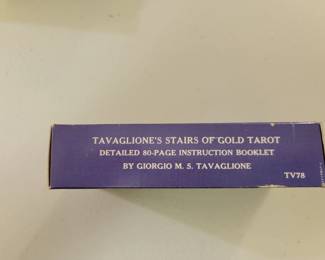 TAVAGLIONE'S STAIRS OF GOLD TAROT
DETAILED 80-PAGE INSTRUCTION BOOKLET
BY GIORGIO M. S. TAVAGLIONE
TV78